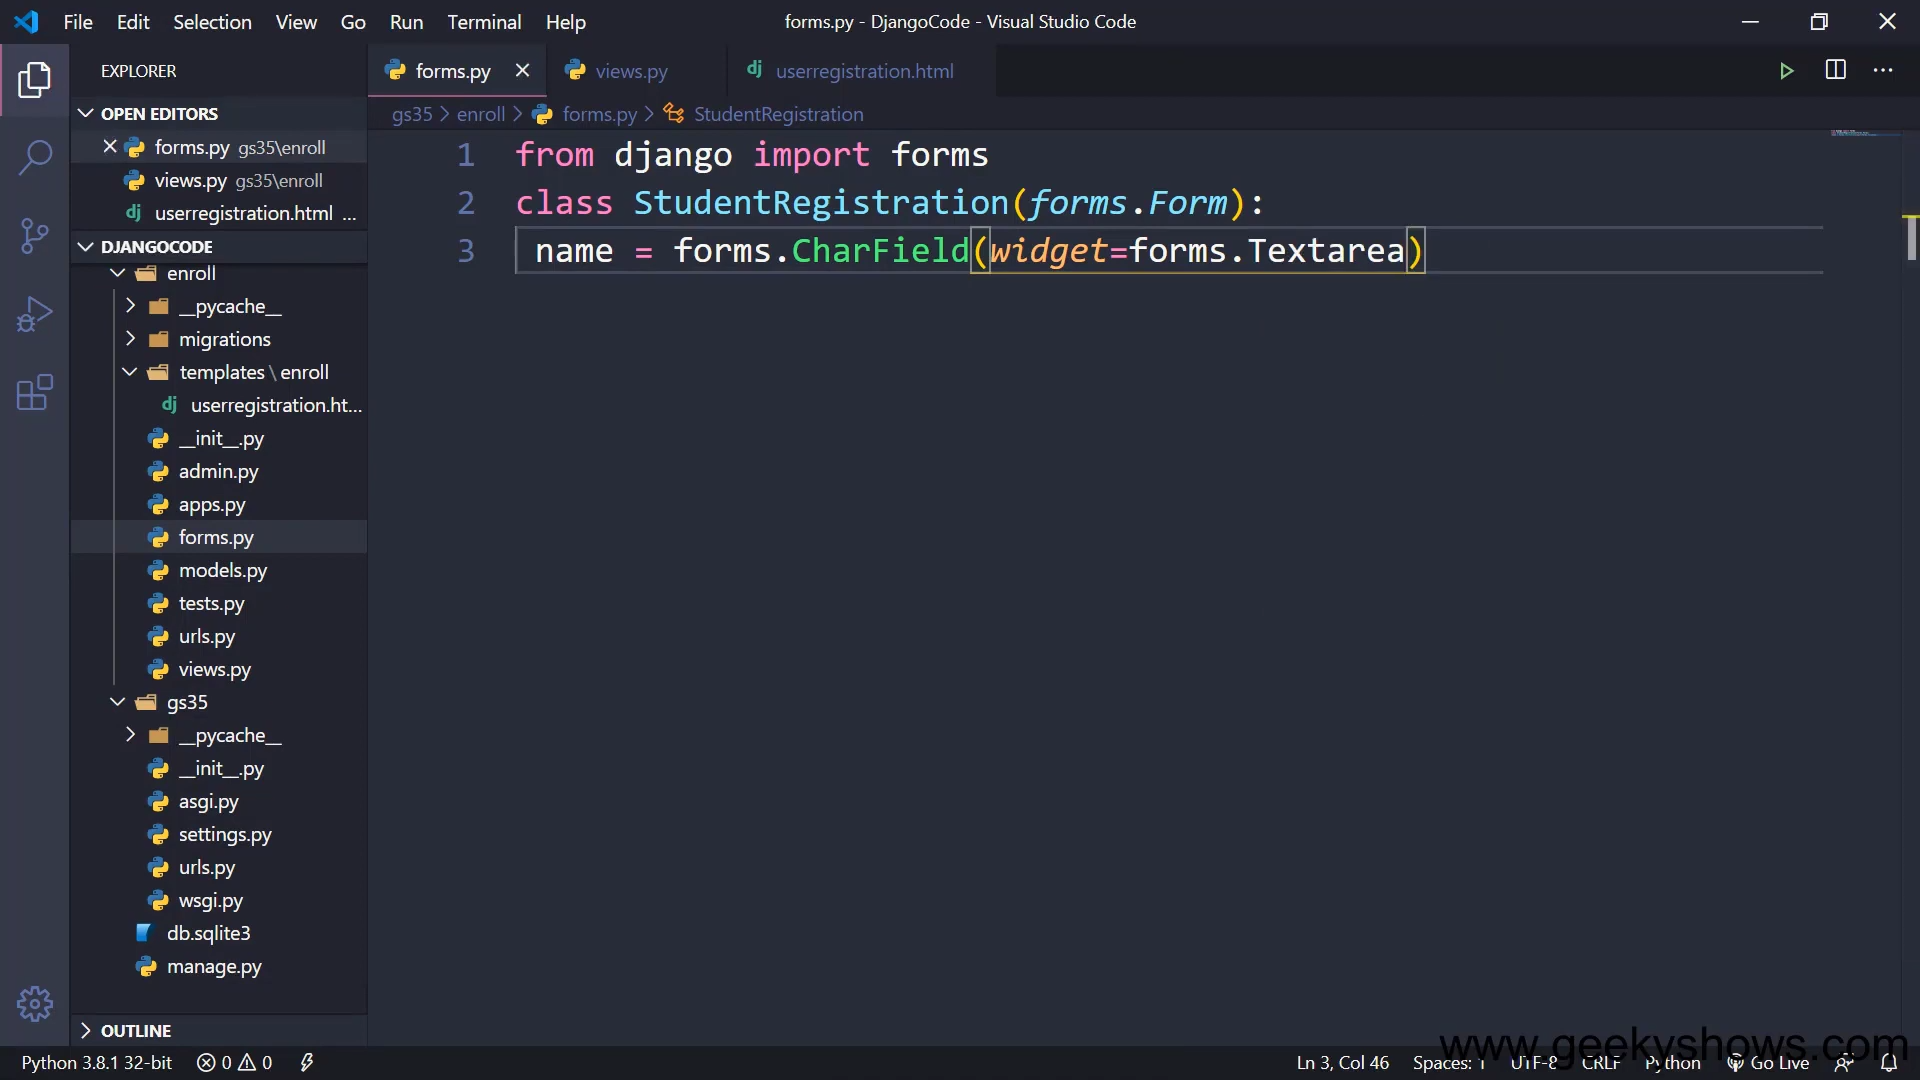 File Edit Selection View Go Run Terminal Help
forms.py - DjangoCode - Visual Studio Code
EXPLORER
OPEN EDITORS
forms.py gs35\enroll
views.py gs35\enroll
userregistration.html ...
DJANGOCODE
enroll
__pycache__
migrations
templates \ enroll
userregistration.ht...
__init__.py
admin.py
apps.py
forms.py
models.py
tests.py
urls.py
views.py
gs35
__pycache__
__init__.py
asgi.py
settings.py
urls.py
wsgi.py
db.sqlite3
manage.py
OUTLINE
forms.py views.py userregistration.html
gs35 > enroll > forms.py > StudentRegistration
1 from django import forms
2 class StudentRegistration(forms.Form):
3 name = forms.CharField(widget=forms.Textarea)
www.geekyshows.com
Python 3.8.1 32-bit 0 0 Ln 3, Col 46 Spaces: 1 UTF-8 CRLF Python Go Live